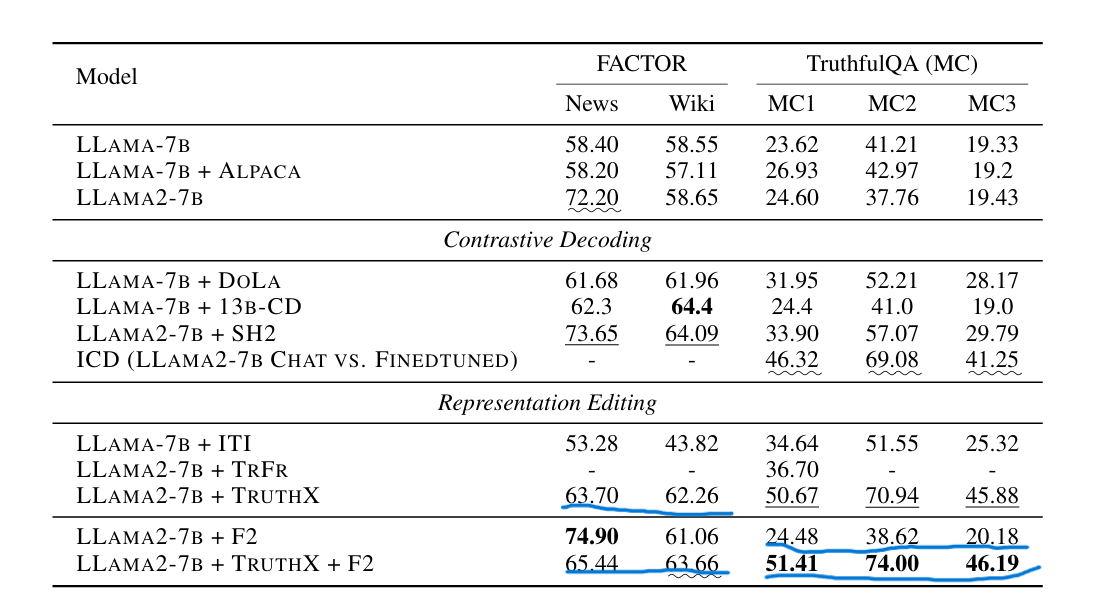 Model FACTOR TruthfulQA (MC)
News Wiki MC1 MC2 MC3
LLAMA-7B 58.40 58.55 23.62 41.21 19.33
LLAMA-7B + ALPACA 58.20 57.11 26.93 42.97 19.2
LLAMA2-7B 72.20 58.65 24.60 37.76 19.43
Contrastive Decoding
LLAMA-7B + DOLA 61.68 61.96 31.95 52.21 28.17
LLAMA-7B + 13B-CD 62.3 64.4 24.4 41.0 19.0
LLAMA2-7B + SH2 73.65 64.09 33.90 57.07 29.79
ICD (LLAMA2-7B CHAT VS. FINEDTUNED) - - 46.32 69.08 41.25
Representation Editing
LLAMA-7B + ITI 53.28 43.82 34.64 51.55 25.32
LLAMA2-7B + TRFR - - 36.70 - -
LLAMA2-7B + TRUTHX 63.70 62.26 50.67 70.94 45.88
LLAMA2-7B + F2 74.90 61.06 24.48 38.62 20.18
LLAMA2-7B + TRUTHX + F2 65.44 63.66 51.41 74.00 46.19